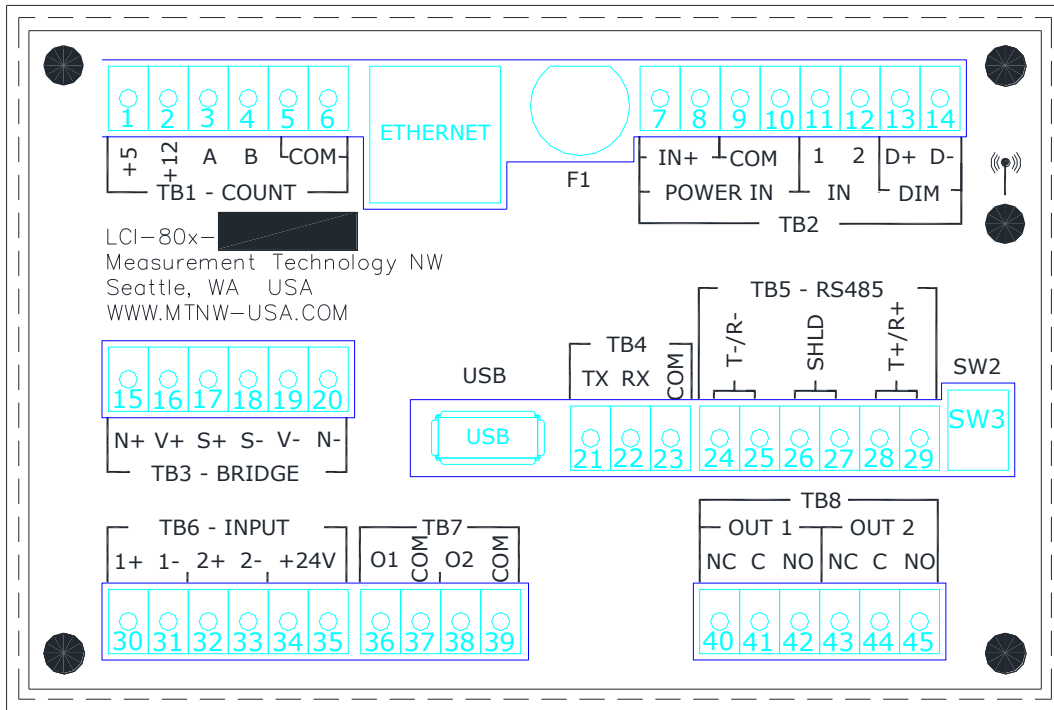 1 2 3 4 5 6
ETHERNET
7 8 9 10 11 12 13 14
+5 +12 A B COM
TB1 - COUNT
F1
IN+ COM 1 2 D+ D-
POWER IN IN DIM
TB2
LCI-80x-
Measurement Technology NW
Seattle, WA USA
WWW.MTNW-USA.COM
TB5 - RS485
T-/R- SHLD T+/R+
TB4
TX RX COM
USB
SW2
15 16 17 18 19 20
N+ V+ S+ S- V- N-
TB3 - BRIDGE
USB
21 22 23 24 25 26 27 28 29
SW3
TB6 - INPUT
1+ 1- 2+ 2- +24V
TB7
O1 COM O2 COM
TB8
OUT 1 OUT 2
NC C NO NC C NO
30 31 32 33 34 35 36 37 38 39
40 41 42 43 44 45